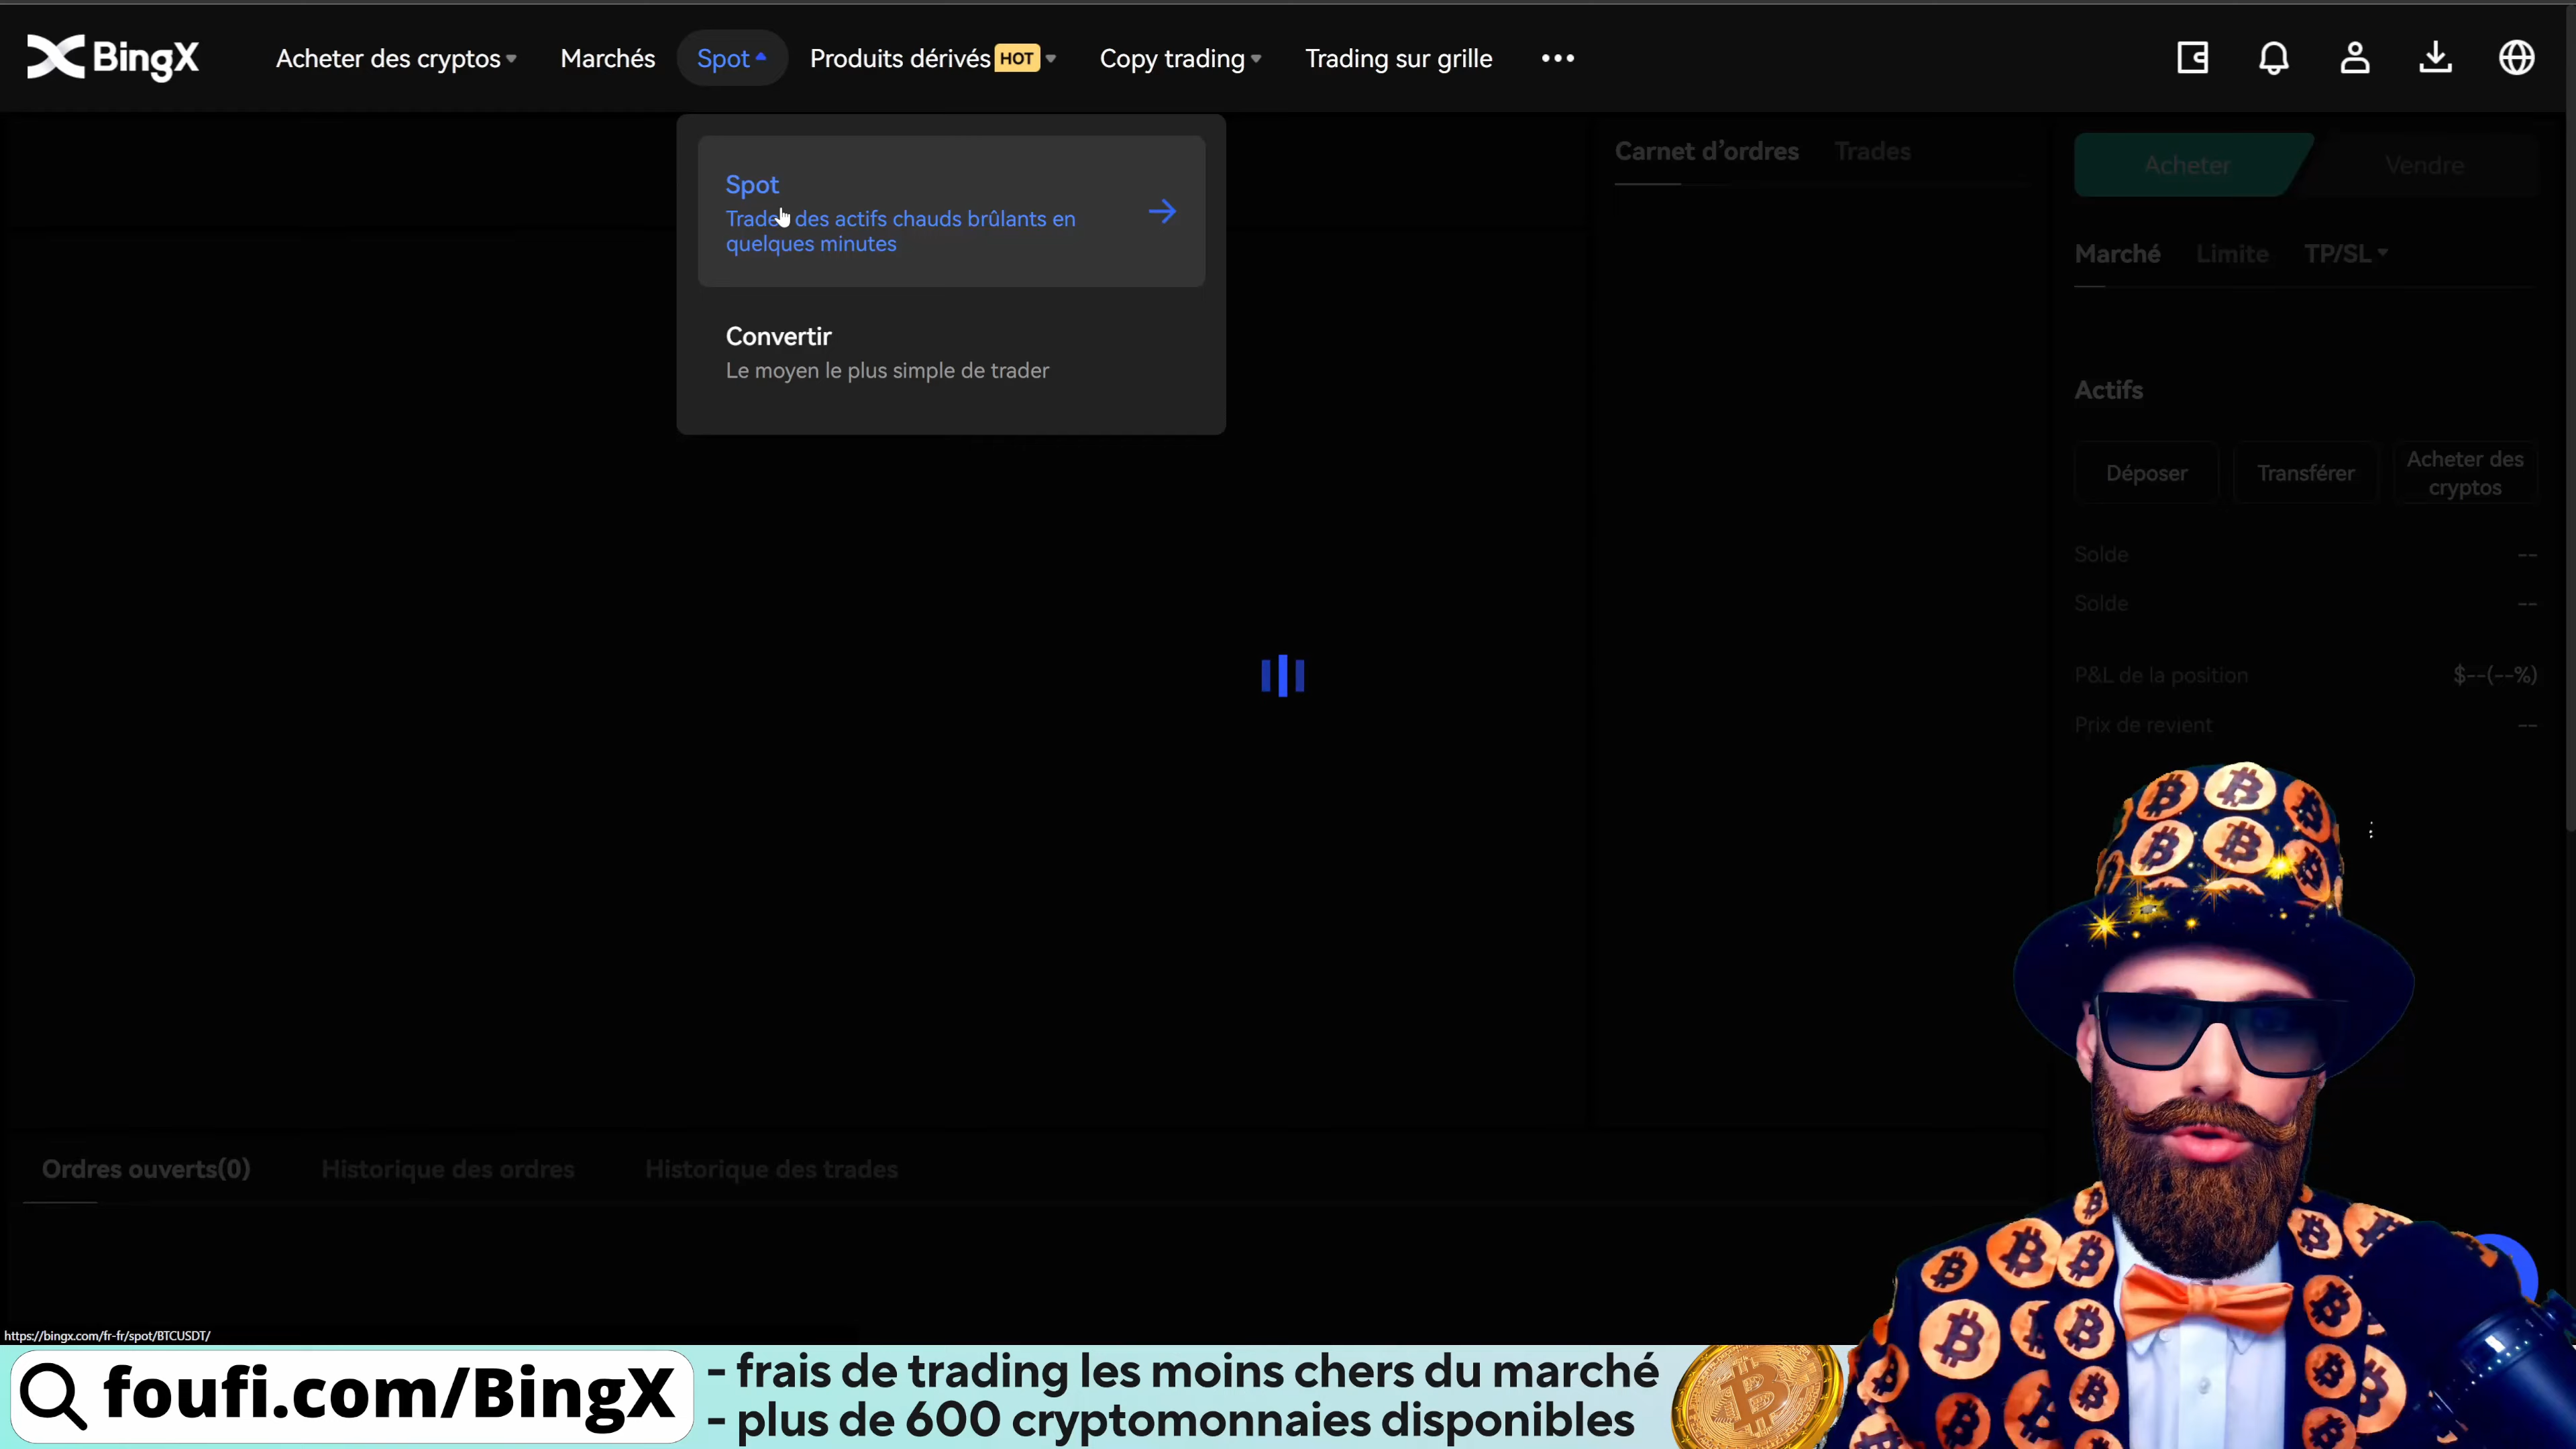 BingX
Acheter des cryptos
Marchés
Spot
Produits dérivés HOT
Copy trading
Trading sur grille
Spot
Trade des actifs chauds brûlants en
quelques minutes
Convertir
Le moyen le plus simple de trader
Carnet d’ordres
Trades
Acheter
Vendre
Marché
Limite
TP/SL
Actifs
Déposer
Transférer
Acheter des
cryptos
Solde --
Solde --
P&L de la position $--(--%)
Prix de revient --
Ordres ouverts(0)
Historique des ordres
Historique des trades
https://bingx.com/fr-fr/spot/BTCUSDT/
foufi.com/BingX
- frais de trading les moins chers du marché
- plus de 600 cryptomonnaies disponibles